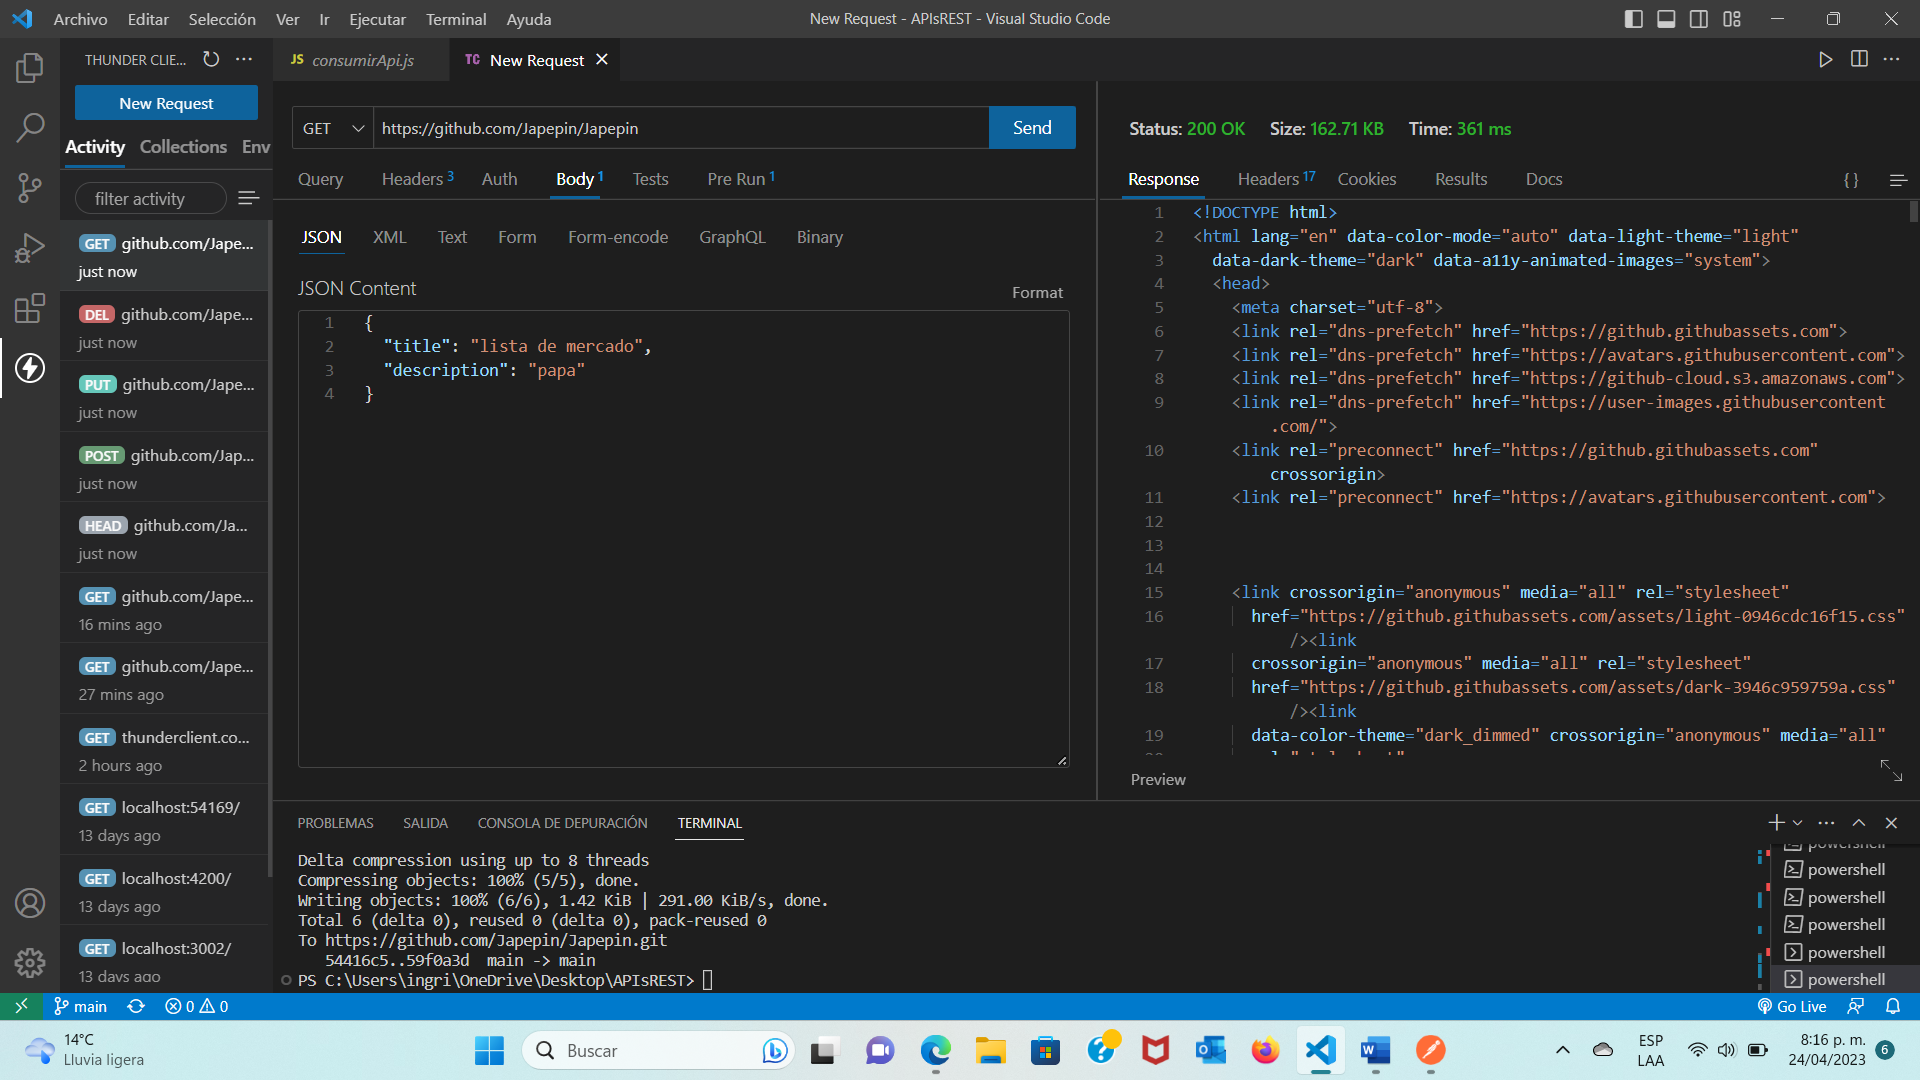 Archivo Editar Selección Ver Ir Ejecutar Terminal Ayuda
New Request - APIsREST - Visual Studio Code
THUNDER CLIE...
JS consumirApi.js
TC New Request
New Request
Activity Collections Env
filter activity
GET github.com/Jape...
just now
DEL github.com/Jape...
just now
PUT github.com/Jape...
just now
POST github.com/Jap...
just now
HEAD github.com/Ja...
just now
GET github.com/Jape...
16 mins ago
GET github.com/Jape...
27 mins ago
GET thunderclient.co...
2 hours ago
GET localhost:54169/
13 days ago
GET localhost:4200/
13 days ago
GET localhost:3002/
13 days ago
GET https://github.com/Japepin/Japepin Send
Query Headers 3 Auth Body 1 Tests Pre Run 1
JSON XML Text Form Form-encode GraphQL Binary
JSON Content
Format
1 {
2 "title": "lista de mercado",
3 "description": "papa"
4 }
Status: 200 OK Size: 162.71 KB Time: 361 ms
Response Headers 17 Cookies Results Docs {}
1 <!DOCTYPE html>
2 <html lang="en" data-color-mode="auto" data-light-theme="light"
3 data-dark-theme="dark" data-a11y-animated-images="system">
4 <head>
5 <meta charset="utf-8">
6 <link rel="dns-prefetch" href="https://github.githubassets.com">
7 <link rel="dns-prefetch" href="https://avatars.githubusercontent.com">
8 <link rel="dns-prefetch" href="https://github-cloud.s3.amazonaws.com">
9 <link rel="dns-prefetch" href="https://user-images.githubusercontent
.com/">
10 <link rel="preconnect" href="https://github.githubassets.com"
crossorigin>
11 <link rel="preconnect" href="https://avatars.githubusercontent.com">
12
13
14
15 <link crossorigin="anonymous" media="all" rel="stylesheet"
16 href="https://github.githubassets.com/assets/light-0946cdc16f15.css"
/><link
17 crossorigin="anonymous" media="all" rel="stylesheet"
18 href="https://github.githubassets.com/assets/dark-3946c959759a.css"
/><link
19 data-color-theme="dark_dimmed" crossorigin="anonymous" media="all"
Preview
PROBLEMAS SALIDA CONSOLA DE DEPURACIÓN TERMINAL
Delta compression using up to 8 threads
Compressing objects: 100% (5/5), done.
Writing objects: 100% (6/6), 1.42 KiB | 291.00 KiB/s, done.
Total 6 (delta 0), reused 0 (delta 0), pack-reused 0
To https://github.com/Japepin/Japepin.git
54416c5..59f0a3d main -> main
PS C:\Users\ingri\OneDrive\Desktop\APIsREST>
powershell
powershell
powershell
powershell
powershell
powershell
main 0 0
Go Live
14°C
Lluvia ligera
Buscar
ESP
LAA
8:16 p. m.
24/04/2023
6